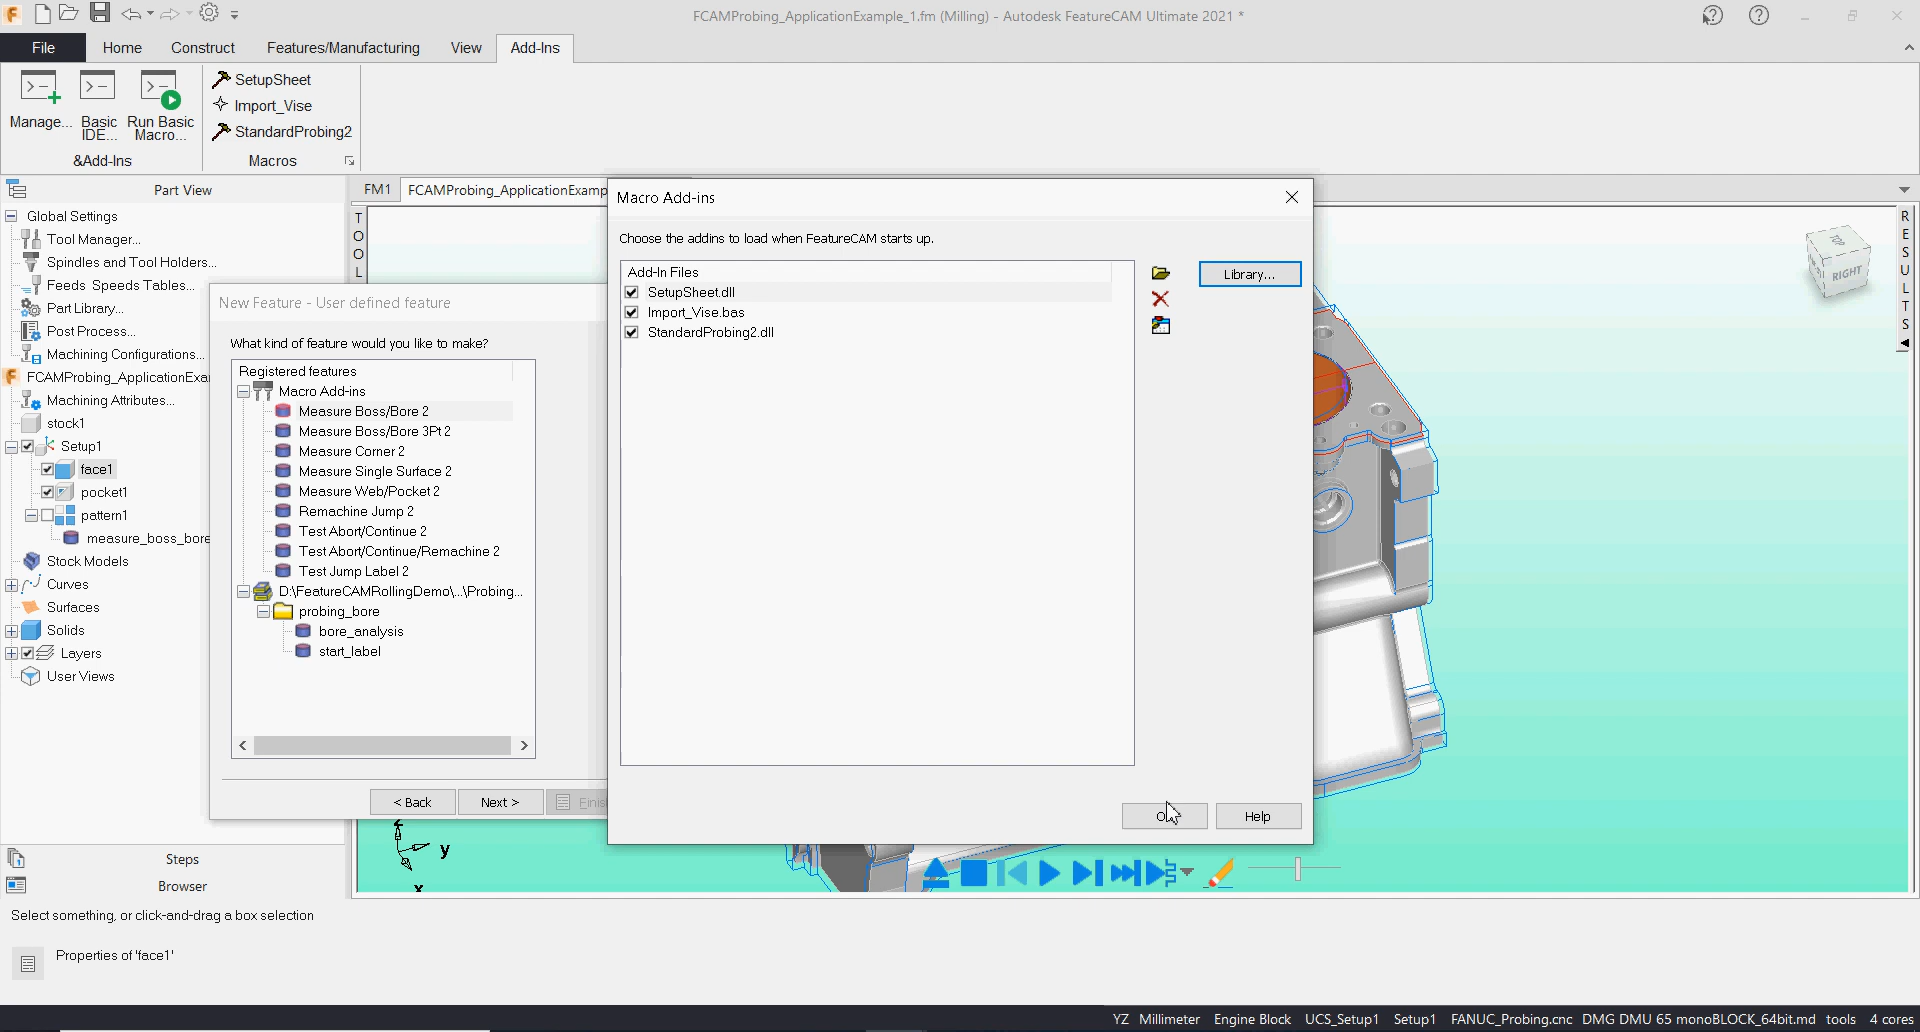 FCAMProbing_ApplicationExample_1.fm (Milling) - Autodesk FeatureCAM Ultimate 2021 *
File
Home
Construct
Features/Manufacturing
View
Add-Ins
Manage...
Basic IDE...
Run Basic Macro...
&Add-Ins
SetupSheet
Import_Vise
StandardProbing2
Macros
Part View
FM1
FCAMProbing_ApplicationExamp
Global Settings
Tool Manager...
Spindles and Tool Holders...
Feeds Speeds Tables...
Part Library...
Post Process...
Machining Configurations...
FCAMProbing_ApplicationExa
Machining Attributes...
stock1
Setup1
face1
pocket1
pattern1
measure_boss_bore
Stock Models
Curves
Surfaces
Solids
Layers
User Views
Steps
Browser
TOOL
New Feature - User defined feature
What kind of feature would you like to make?
Registered features
Macro Add-ins
Measure Boss/Bore 2
Measure Boss/Bore 3Pt 2
Measure Corner 2
Measure Single Surface 2
Measure Web/Pocket 2
Remachine Jump 2
Test Abort/Continue 2
Test Abort/Continue/Remachine 2
Test Jump Label 2
D:\FeatureCAMRollingDemo\...\Probing...
probing_bore
bore_analysis
start_label
< Back
Next >
Finis
Macro Add-ins
Choose the addins to load when FeatureCAM starts up.
Add-In Files
SetupSheet.dll
Import_Vise.bas
StandardProbing2.dll
Library...
Help
TOP
RIGHT
RESULTS
z
y
x
Select something, or click-and-drag a box selection
Properties of 'face1'
YZ Millimeter Engine Block UCS_Setup1 Setup1 FANUC_Probing.cnc DMG DMU 65 monoBLOCK_64bit.md tools 4 cores